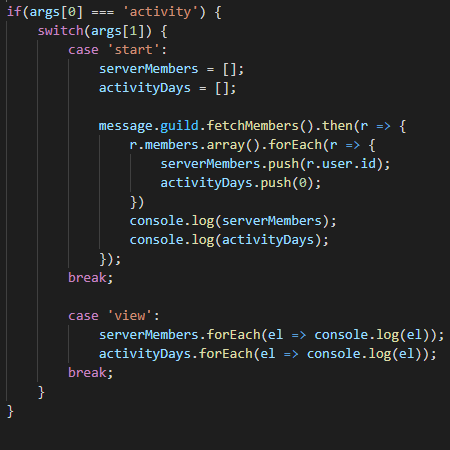 if(args[0] === 'activity') {
    switch(args[1]) {
        case 'start':
            serverMembers = [];
            activityDays = [];

            message.guild.fetchMembers().then(r => {
                r.members.array().forEach(r => {
                    serverMembers.push(r.user.id);
                    activityDays.push(0);
                })
                console.log(serverMembers);
                console.log(activityDays);
            });
        break;

        case 'view':
            serverMembers.forEach(el => console.log(el));
            activityDays.forEach(el => console.log(el));
        break;
    }
}